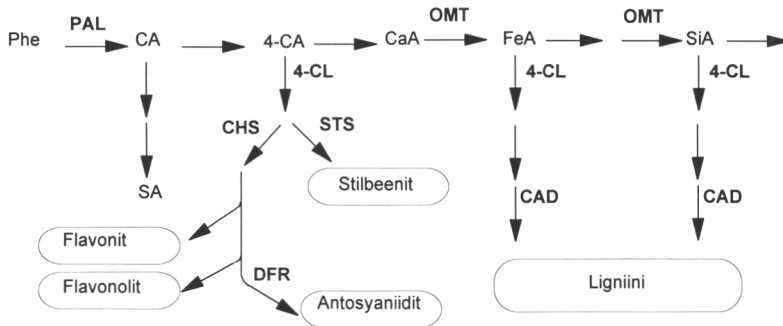 PAL OMT OMT
Phe CA 4-CA CaA FeA SiA
4-CL 4-CL 4-CL
CHS STS
SA Stilbeenit CAD CAD
Flavonit
Flavonolit DFR Ligniini
Antosyaniidit